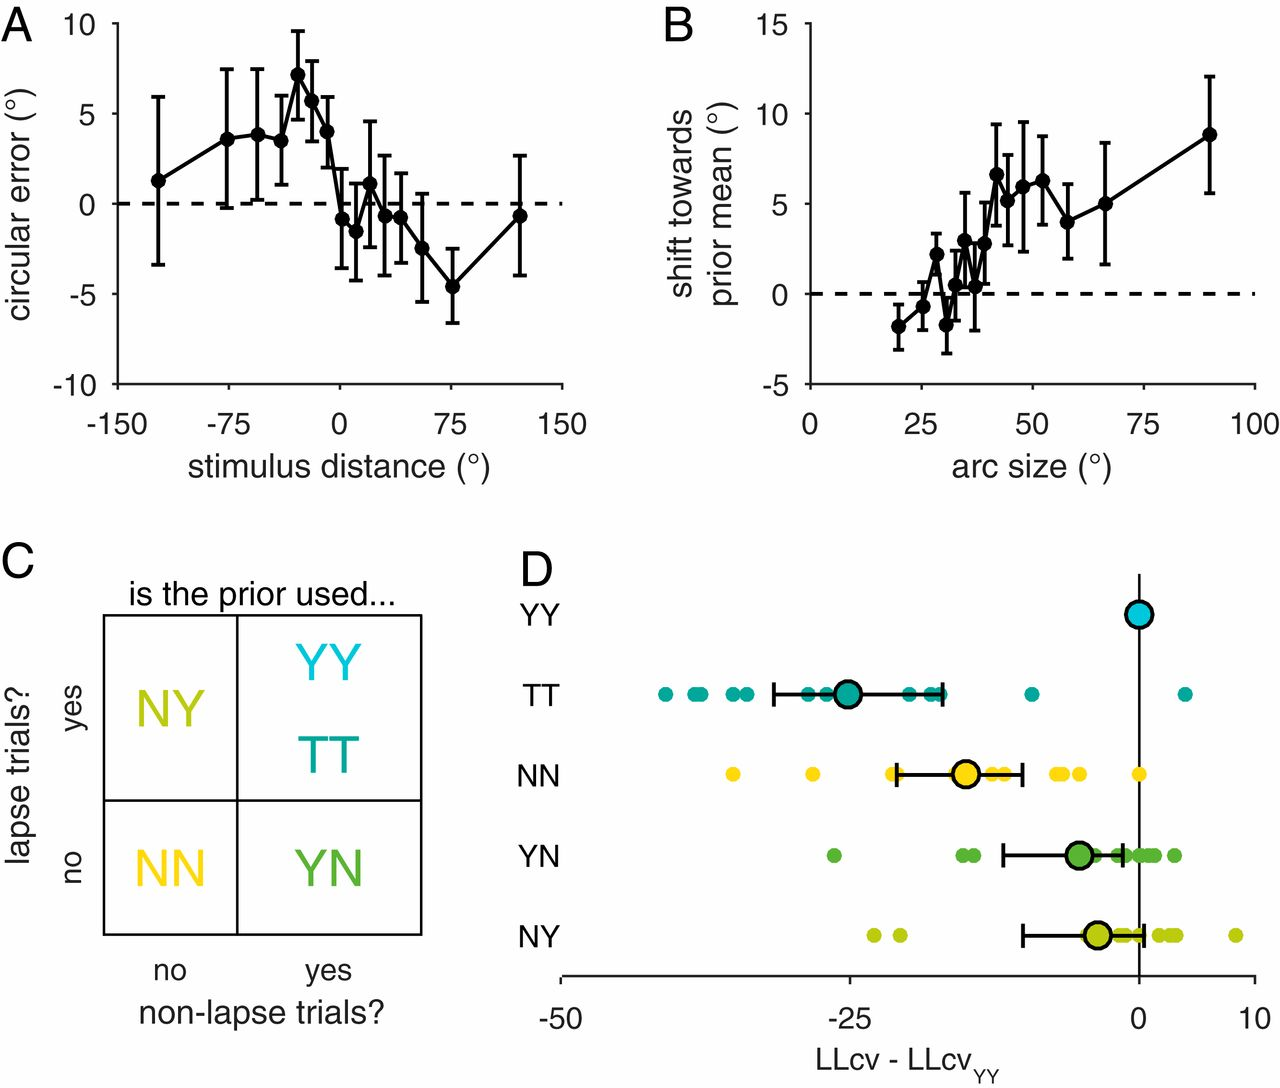 A
10
5
0
-5
-10
-150 -75 0 75 150
circular error (°)
stimulus distance (°)
B
15
10
5
0
-5
0 25 50 75 100
shift towards
prior mean (°)
arc size (°)
C
is the prior used...
lapse trials?
yes
no
NY
YY
TT
NN
YN
no yes
non-lapse trials?
D
YY
TT
NN
YN
NY
-50 -25 0 10
LLcv - LLcvYY